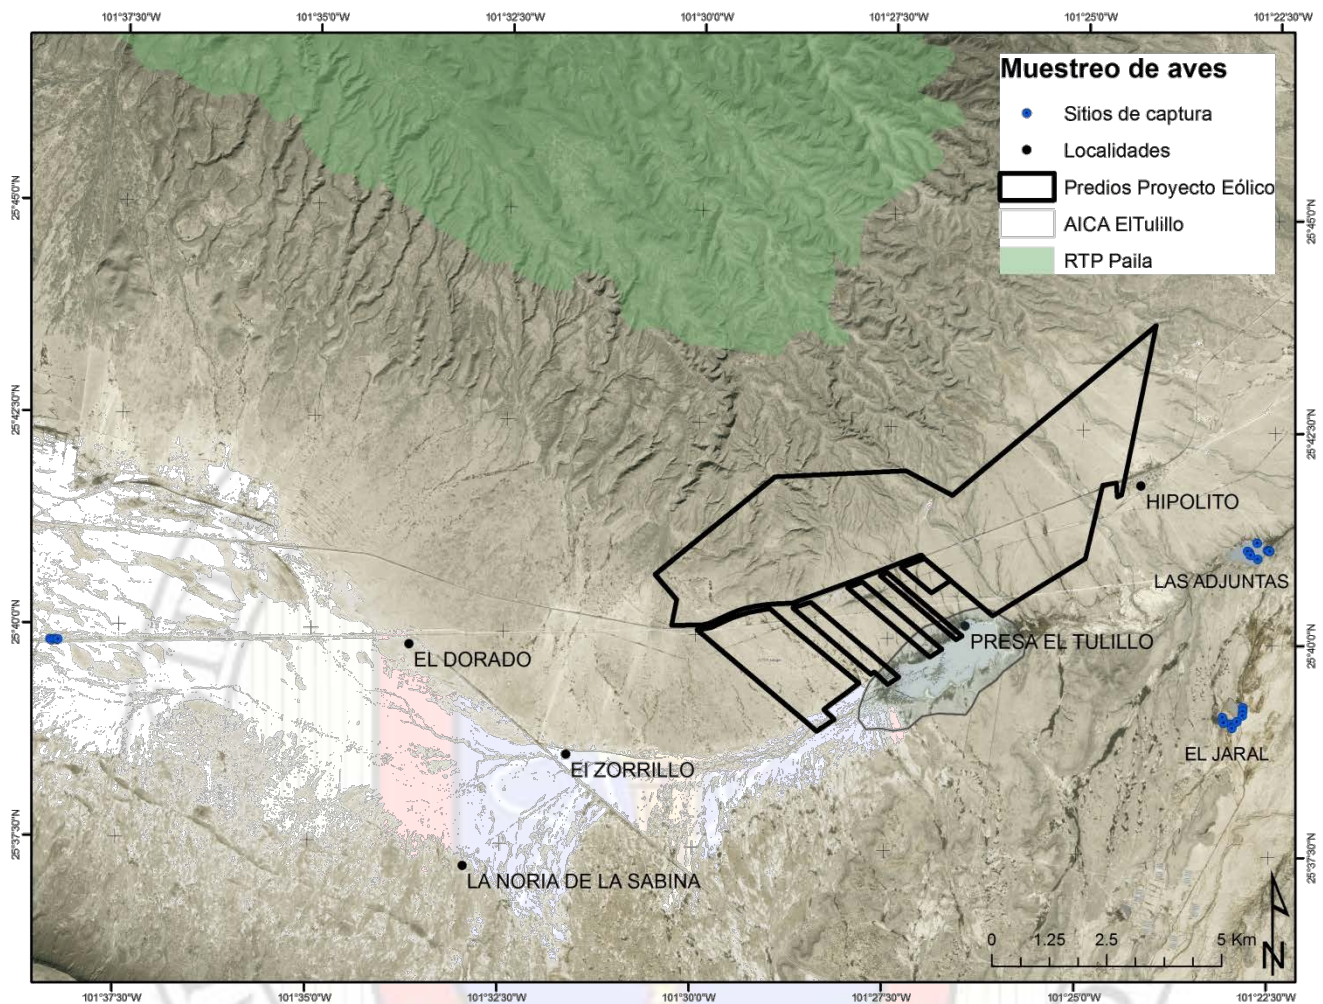 101°37'30"W
101°35'0"W
101°32'30"W
101°30'0"W
101°27'30"W
101°25'0"W
101°22'30"W
Muestreo de aves
Sitios de captura
Localidades
Predios Proyecto Eólico
AICA ElTulillo
RTP Paila
25°45'0"N
25°45'0"N
25°42'30"N
25°42'30"N
HIPOLITO
LAS ADJUNTAS
25°40'0"N
25°40'0"N
PRESA EL TULILLO
EL DORADO
EL JARAL
El ZORRILLO
25°37'30"N
25°37'30"N
LA NORIA DE LA SABINA
0 1.25 2.5 5 Km
N
101°37'30"W
101°35'0"W
101°32'30"W
101°30'0"W
101°27'30"W
101°25'0"W
101°22'30"W